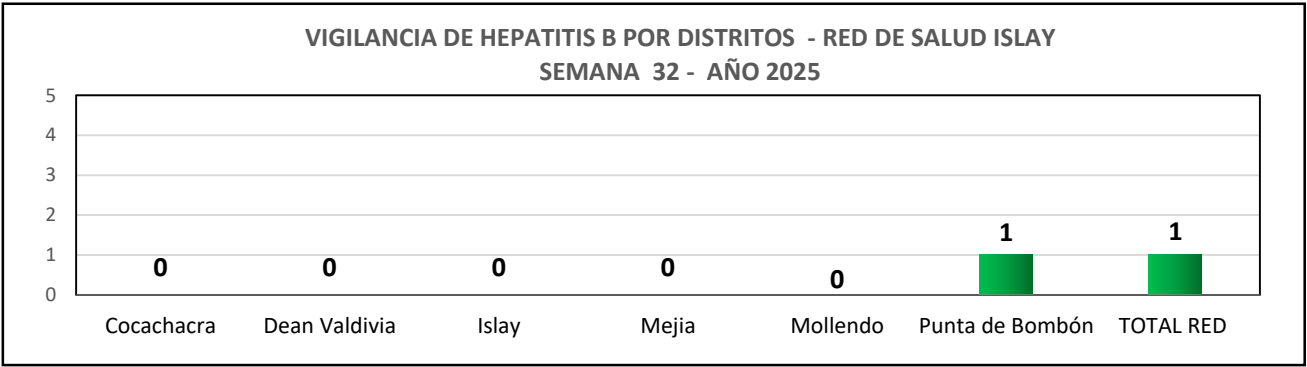 VIGILANCIA DE HEPATITIS B POR DISTRITOS - RED DE SALUD ISLAY
SEMANA 32 - AÑO 2025
5
4
3
2
1
0
0 0 0 0 0 1 1
Cocachacra Dean Valdivia Islay Mejia Mollendo Punta de Bombón TOTAL RED